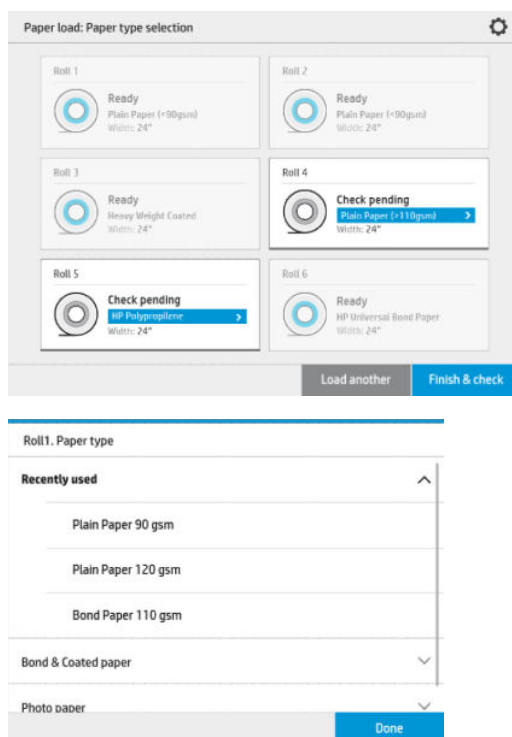 Paper load: Paper type selection
Roll 1
Ready
Plain Paper (<90gsm)
Width: 24"
Roll 2
Ready
Plain Paper (<90gsm)
Width: 24"
Roll 3
Ready
Heavy Weight Coated
Width: 24"
Roll 4
Check pending
Plain Paper (>110gsm)
Width: 24"
Roll 5
Check pending
HP Polypropilene
Width: 24"
Roll 6
Ready
HP Universal Bond Paper
Width: 24"
Load another
Finish & check
Roll1. Paper type
Recently used
Plain Paper 90 gsm
Plain Paper 120 gsm
Bond Paper 110 gsm
Bond & Coated paper
Photo paper
Done